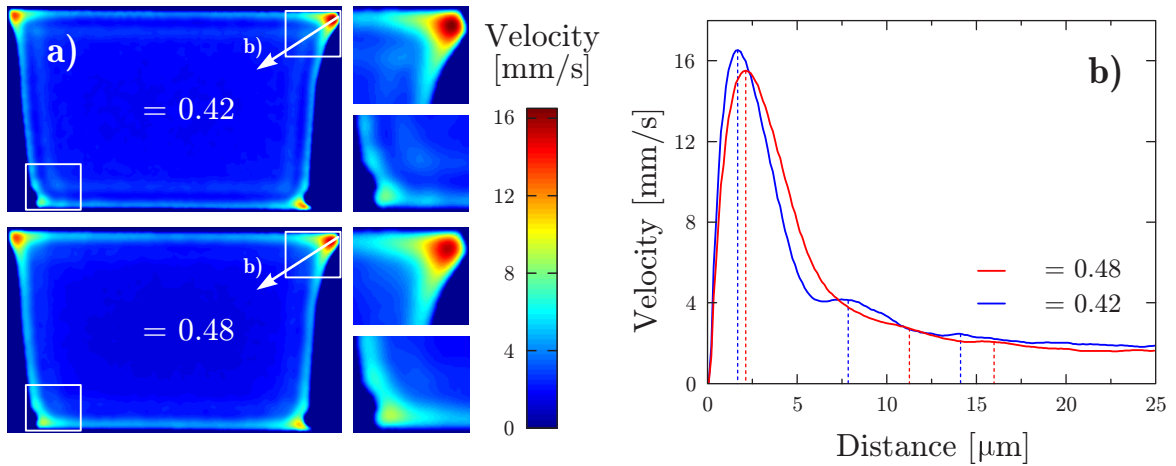 a)
b)
= 0.42
b)
= 0.48
Velocity
[mm/s]
16
12
8
4
0
b)
Velocity [mm/s]
16
12
8
4
0
= 0.48
= 0.42
0
5
10
15
20
25
Distance [μm]